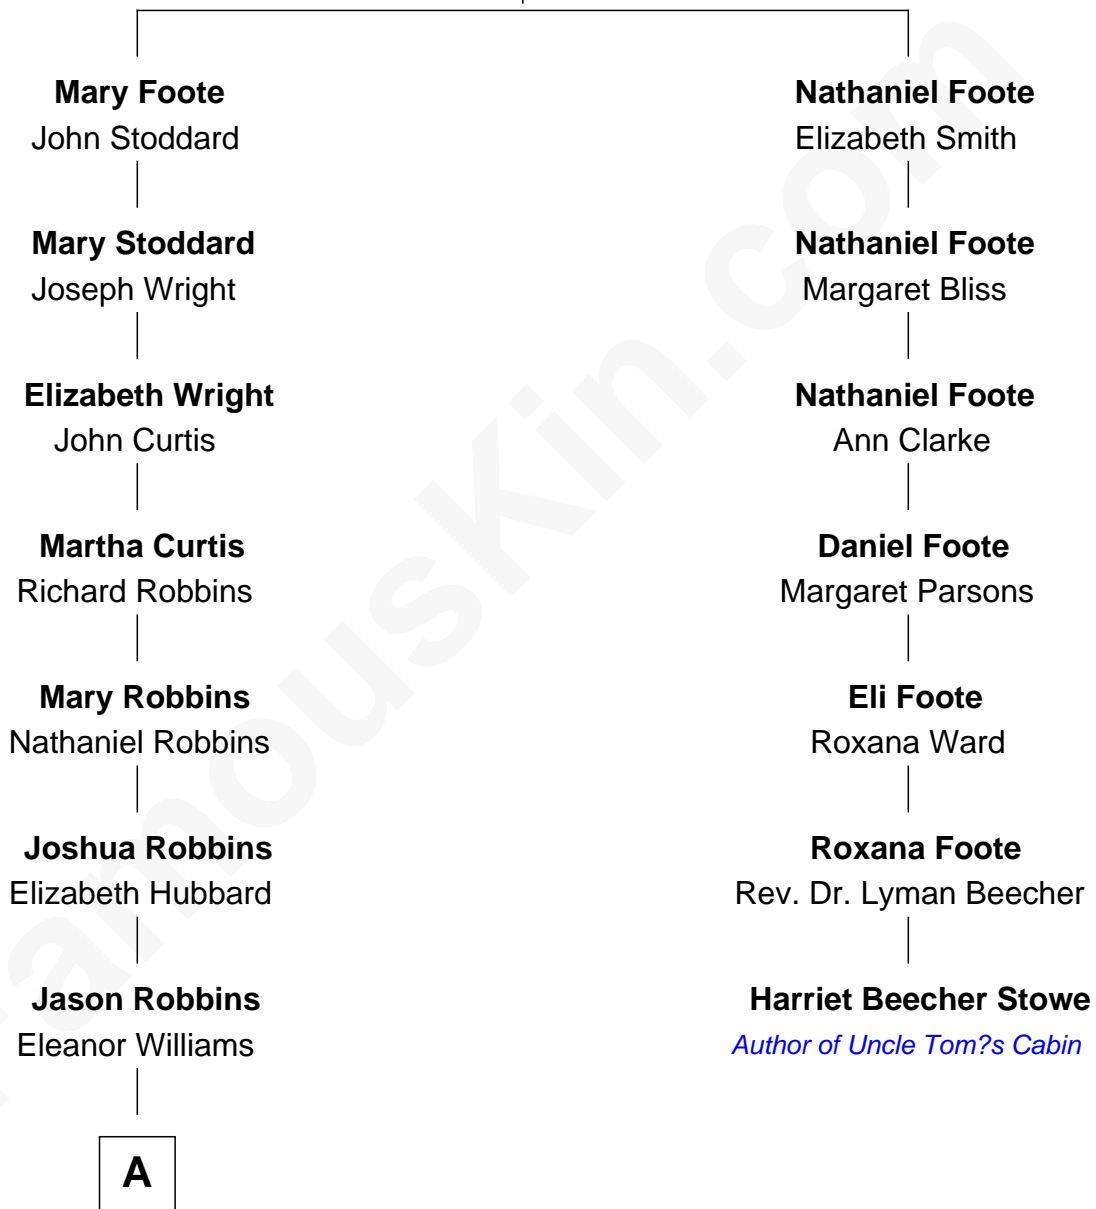 Mary Foote
John Stoddard
Nathaniel Foote
Elizabeth Smith
Mary Stoddard
Joseph Wright
Nathaniel Foote
Margaret Bliss
Elizabeth Wright
John Curtis
Nathaniel Foote
Ann Clarke
Martha Curtis
Richard Robbins
Daniel Foote
Margaret Parsons
Mary Robbins
Nathaniel Robbins
Eli Foote
Roxana Ward
Joshua Robbins
Elizabeth Hubbard
Roxana Foote
Rev. Dr. Lyman Beecher
Jason Robbins
Eleanor Williams
Harriet Beecher Stowe
Author of Uncle Tom?s Cabin
A
FamousKin.com